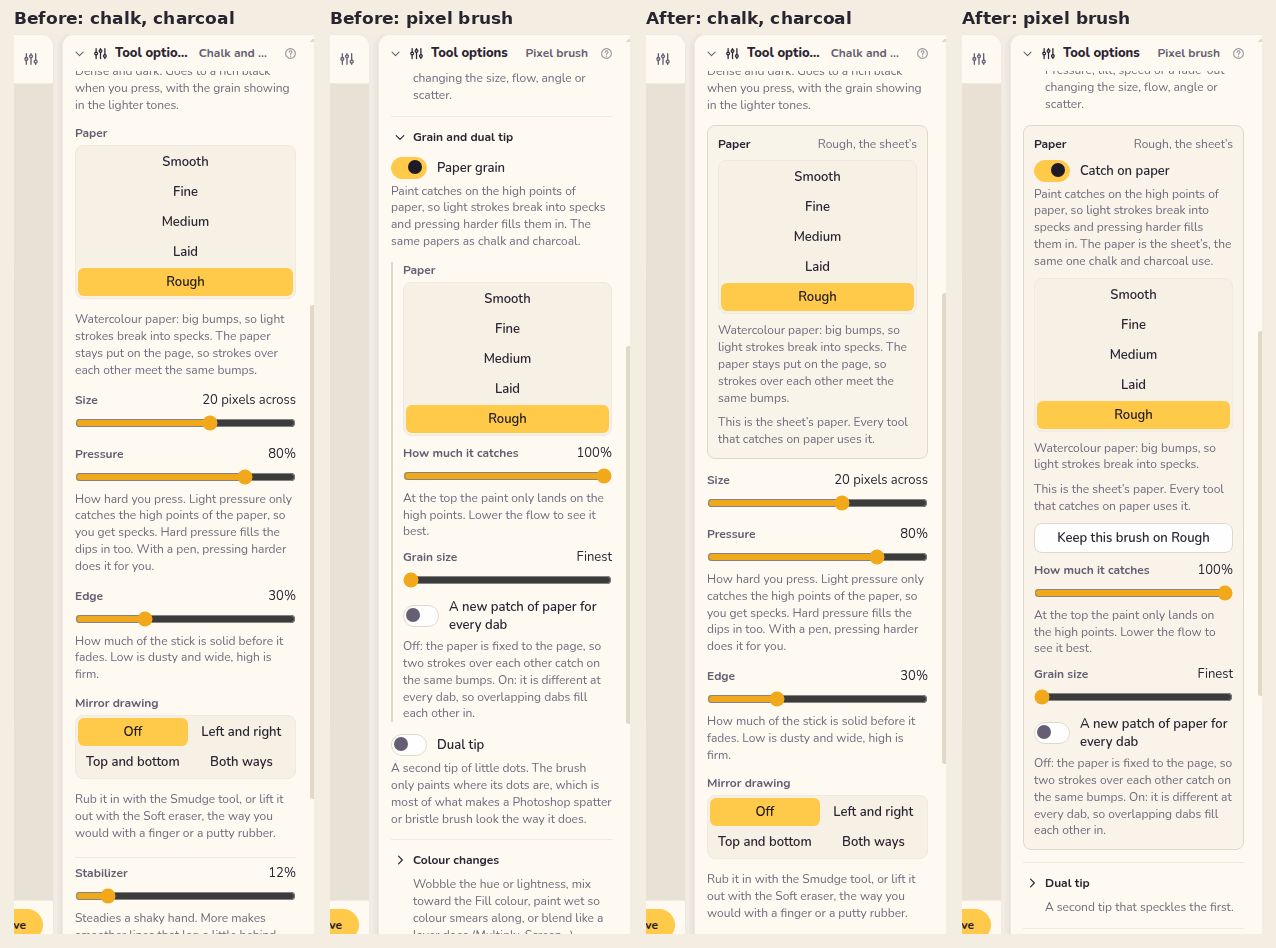 Before: chalk, charcoal
Tool optio... Chalk and ...
Dense and dark. Goes to a rich black
when you press, with the grain showing
in the lighter tones.
Paper
Smooth
Fine
Medium
Laid
Rough
Watercolour paper: big bumps, so light
strokes break into specks. The paper
stays put on the page, so strokes over
each other meet the same bumps.
Size 20 pixels across
Pressure 80%
How hard you press. Light pressure only
catches the high points of the paper, so
you get specks. Hard pressure fills the
dips in too. With a pen, pressing harder
does it for you.
Edge 30%
How much of the stick is solid before it
fades. Low is dusty and wide, high is
firm.
Mirror drawing
Off Left and right
Top and bottom Both ways
Rub it in with the Smudge tool, or lift it
out with the Soft eraser, the way you
would with a finger or a putty rubber.
Stabilizer 12%
Steadies a shaky hand. More makes
smoother lines that lag a little behind
ve
Before: pixel brush
Tool options Pixel brush
changing the size, flow, angle or
scatter.
Grain and dual tip
Paper grain
Paint catches on the high points of
paper, so light strokes break into specks
and pressing harder fills them in. The
same papers as chalk and charcoal.
Paper
Smooth
Fine
Medium
Laid
Rough
How much it catches 100%
At the top the paint only lands on the
high points. Lower the flow to see it
best.
Grain size Finest
A new patch of paper for
every dab
Off: the paper is fixed to the page, so
two strokes over each other catch on
the same bumps. On: it is different at
every dab, so overlapping dabs fill
each other in.
Dual tip
A second tip of little dots. The brush
only paints where its dots are, which is
most of what makes a Photoshop spatter
or bristle brush look the way it does.
Colour changes
Wobble the hue or lightness, mix
toward the Fill colour, paint wet so
colour smears along, or blend like a
layer does (Multiply, Screen...).
ve
After: chalk, charcoal
Tool optio... Chalk and ...
Dense and dark. Goes to a rich black
when you press, with the grain showing
in the lighter tones.
Paper Rough, the sheet's
Smooth
Fine
Medium
Laid
Rough
Watercolour paper: big bumps, so
light strokes break into specks. The
paper stays put on the page, so
strokes over each other meet the
same bumps.
This is the sheet's paper. Every tool
that catches on paper uses it.
Size 20 pixels across
Pressure 80%
How hard you press. Light pressure only
catches the high points of the paper, so
you get specks. Hard pressure fills the
dips in too. With a pen, pressing harder
does it for you.
Edge 30%
How much of the stick is solid before it
fades. Low is dusty and wide, high is
firm.
Mirror drawing
Off Left and right
Top and bottom Both ways
Rub it in with the Smudge tool, or lift it
out with the Soft eraser, the way you
would with a finger or a putty rubber.
ve
After: pixel brush
Tool options Pixel brush
Pressure, tilt, speed or a fade-out
changing the size, flow, angle or
scatter.
Paper Rough, the sheet's
Catch on paper
Paint catches on the high points of
paper, so light strokes break into
specks and pressing harder fills
them in. The paper is the sheet's, the
same one chalk and charcoal use.
Smooth
Fine
Medium
Laid
Rough
Watercolour paper: big bumps, so
light strokes break into specks.
This is the sheet's paper. Every tool
that catches on paper uses it.
Keep this brush on Rough
How much it catches 100%
At the top the paint only lands on
the high points. Lower the flow to
see it best.
Grain size Finest
A new patch of paper for
every dab
Off: the paper is fixed to the page, so
two strokes over each other catch on
the same bumps. On: it is different at
every dab, so overlapping dabs fill
each other in.
Dual tip
A second tip that speckles the first.
ve